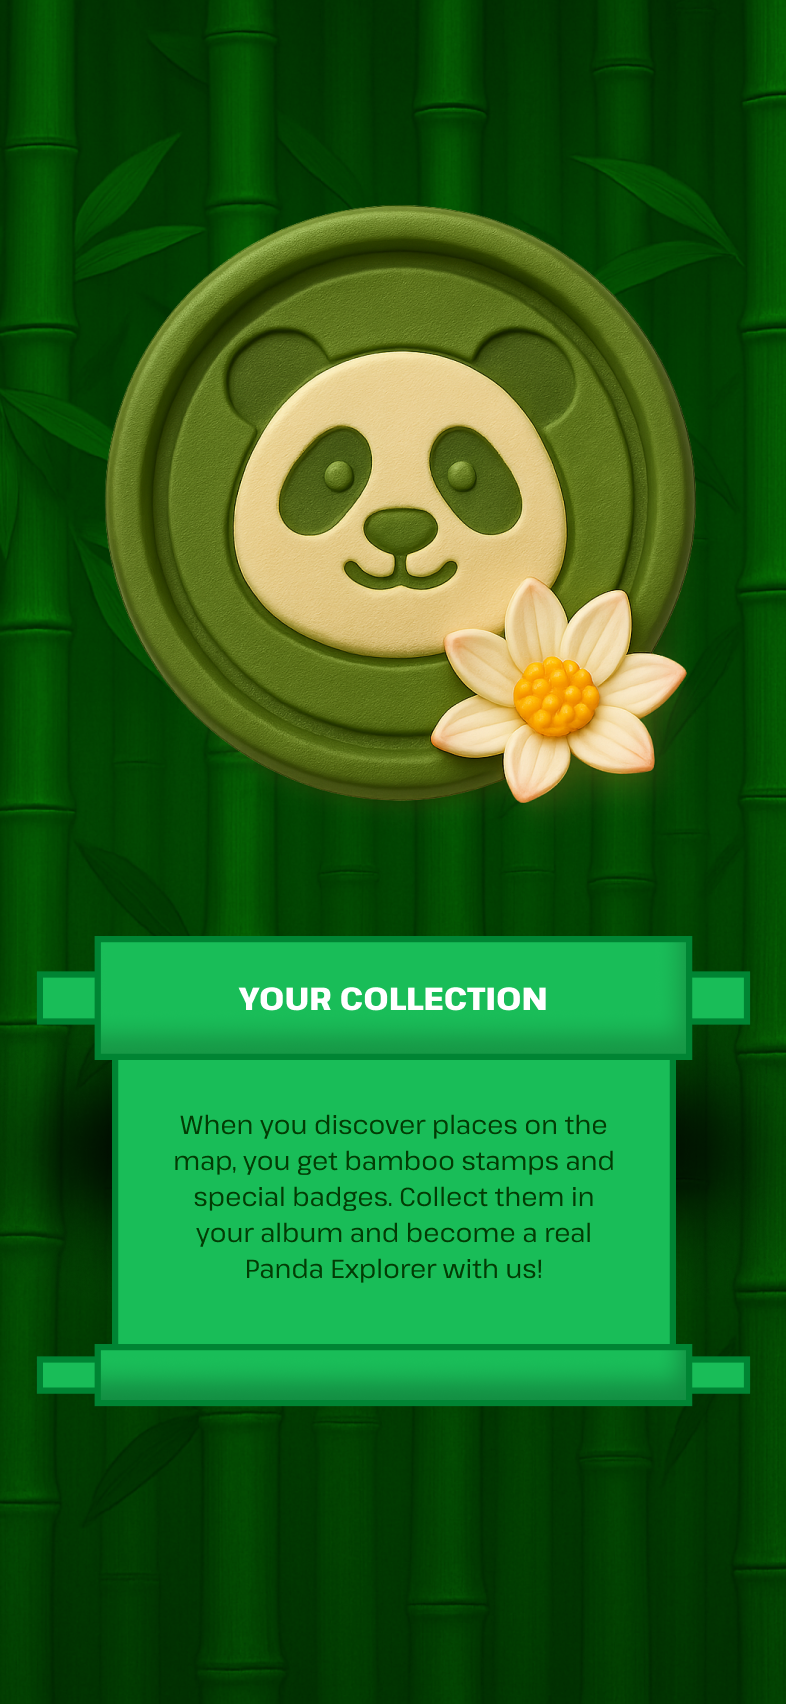 YOUR COLLECTION
When you discover places on the
map, you get bamboo stamps and
special badges. Collect them in
your album and become a real
Panda Explorer with us!